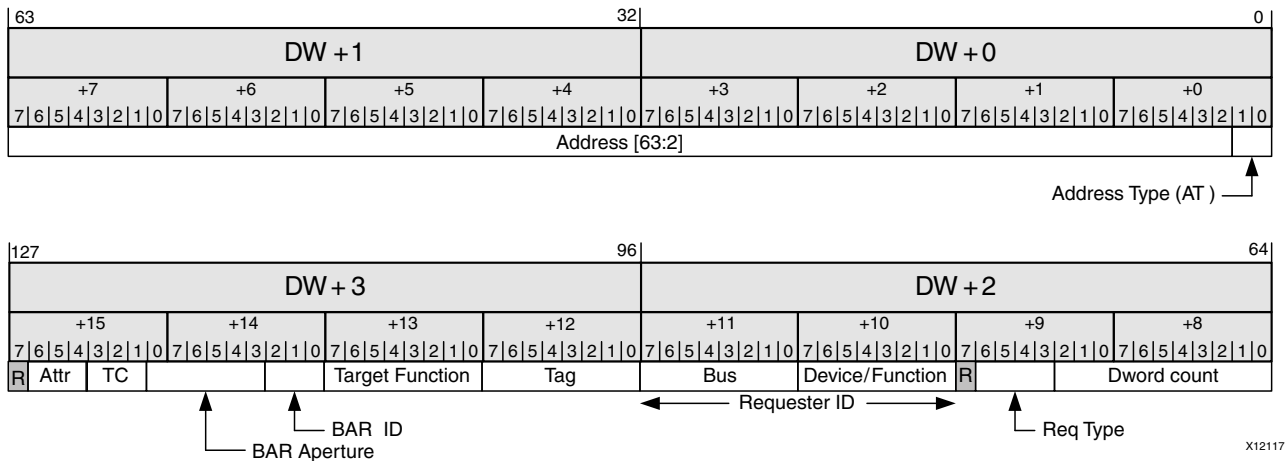 63 32 0
DW +1 DW +0
+7 +6 +5 +4 +3 +2 +1 +0
7 6 5 4 3 2 1 0 7 6 5 4 3 2 1 0 7 6 5 4 3 2 1 0 7 6 5 4 3 2 1 0 7 6 5 4 3 2 1 0 7 6 5 4 3 2 1 0 7 6 5 4 3 2 1 0 7 6 5 4 3 2 1 0
Address [63:2]
Address Type (AT )
127 96 64
DW + 3 DW + 2
+15 +14 +13 +12 +11 +10 +9 +8
7 6 5 4 3 2 1 0 7 6 5 4 3 2 1 0 7 6 5 4 3 2 1 0 7 6 5 4 3 2 1 0 7 6 5 4 3 2 1 0 7 6 5 4 3 2 1 0 7 6 5 4 3 2 1 0 7 6 5 4 3 2 1 0
R Attr TC Target Function Tag Bus Device/Function R Dword count
Requester ID
BAR ID Req Type
BAR Aperture X12117